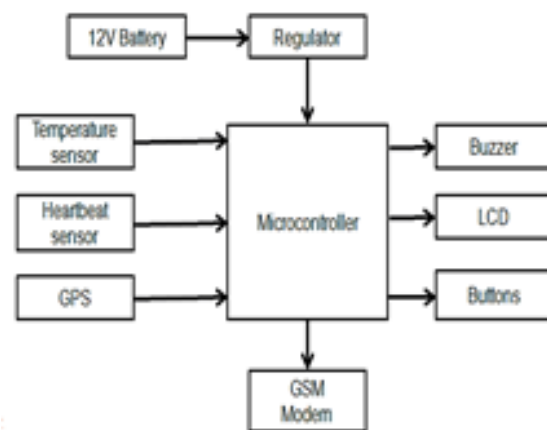 12V Battery
Regulator
Temperature
sensor
Heartbeat
sensor
GPS
Microcontroller
Buzzer
LCD
Buttons
GSM
Modem